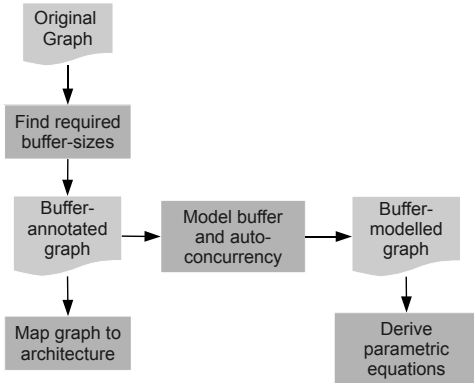 Original
Graph
Find required
buffer-sizes
Buffer-
annotated
graph
Model buffer
and auto-
concurrency
Buffer-
modelled
graph
Map graph to
architecture
Derive
parametric
equations